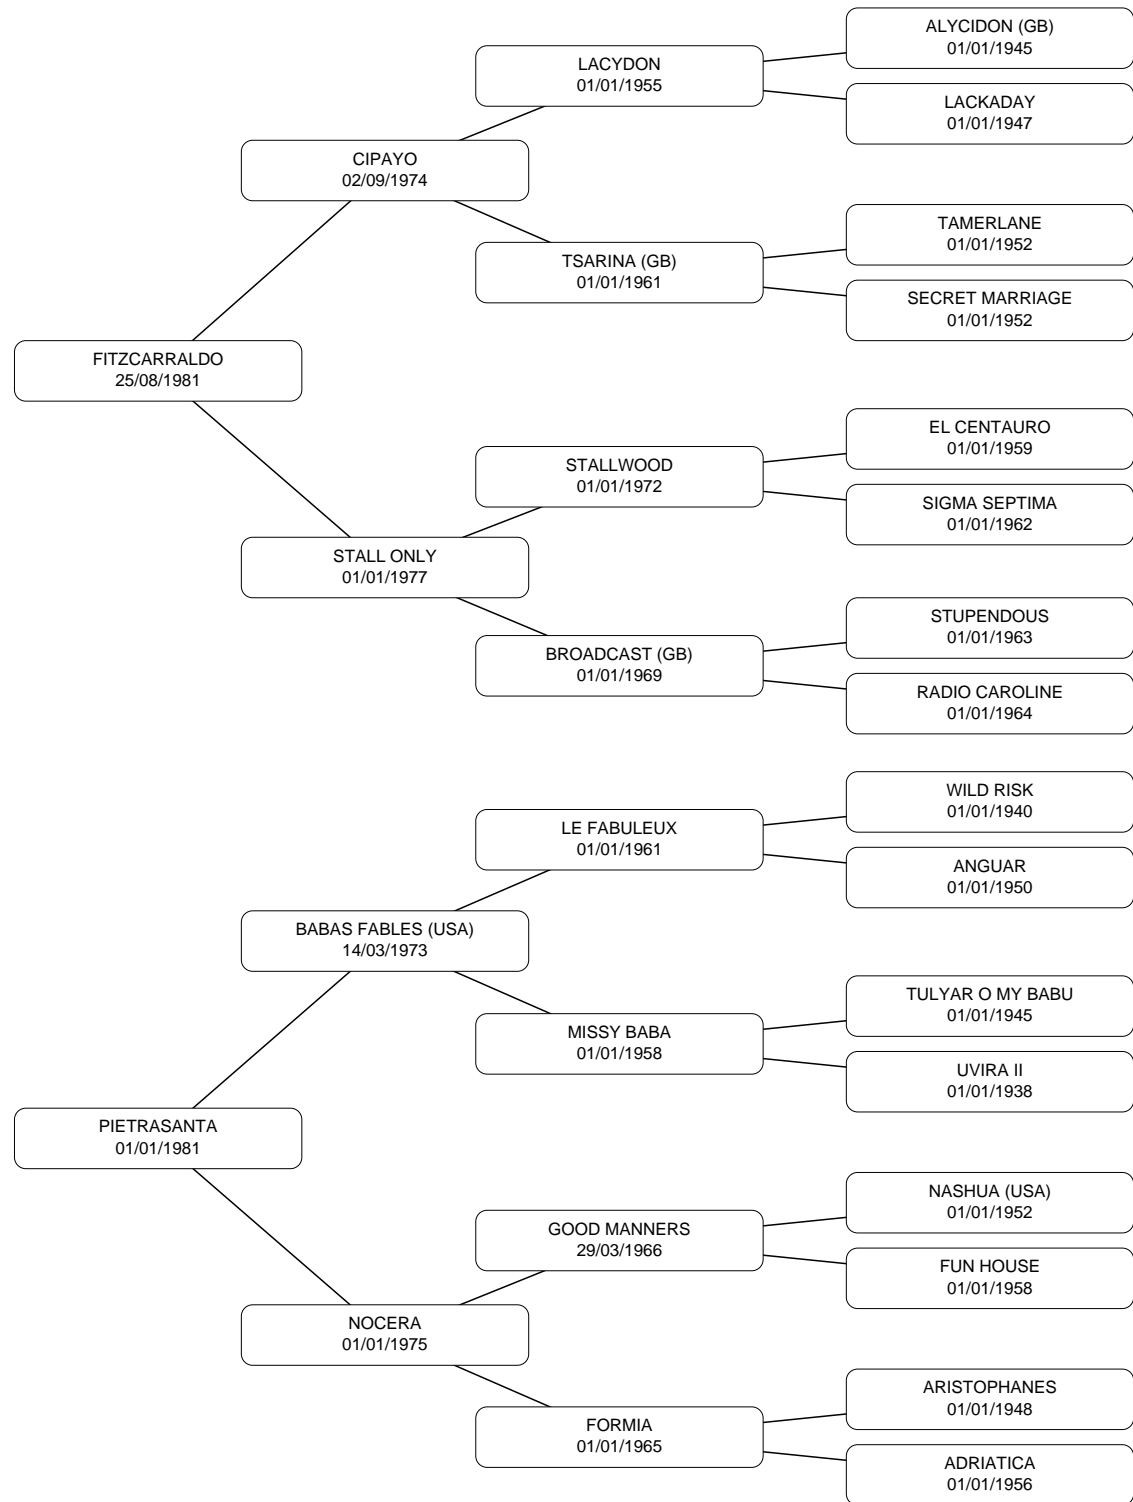 ALYCIDON (GB)
01/01/1945
LACYDON
01/01/1955
LACKADAY
01/01/1947
CIPAYO
02/09/1974
TAMERLANE
01/01/1952
TSARINA (GB)
01/01/1961
SECRET MARRIAGE
01/01/1952
FITZCARRALDO
25/08/1981
EL CENTAURO
01/01/1959
STALLWOOD
01/01/1972
SIGMA SEPTIMA
01/01/1962
STALL ONLY
01/01/1977
STUPENDOUS
01/01/1963
BROADCAST (GB)
01/01/1969
RADIO CAROLINE
01/01/1964
WILD RISK
01/01/1940
LE FABULEUX
01/01/1961
ANGUAR
01/01/1950
BABAS FABLES (USA)
14/03/1973
TULYAR O MY BABU
01/01/1945
MISSY BABA
01/01/1958
UVIRA II
01/01/1938
PIETRASANTA
01/01/1981
NASHUA (USA)
01/01/1952
GOOD MANNERS
29/03/1966
FUN HOUSE
01/01/1958
NOCERA
01/01/1975
ARISTOPHANES
01/01/1948
FORMIA
01/01/1965
ADRIATICA
01/01/1956